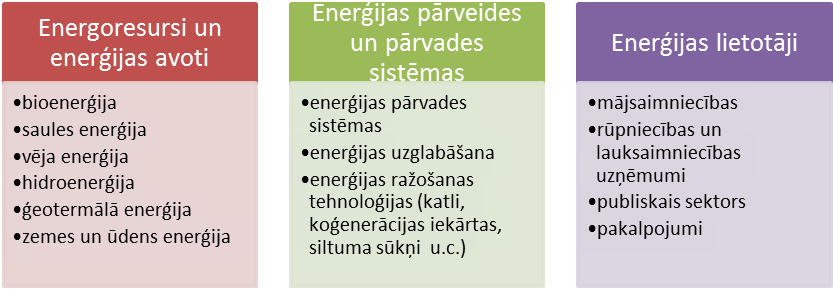 Energoresursi un
enerģijas avoti
•bioenerģija
•saules enerģija
•vēja enerģija
•hidroenerģija
•ģeotermālā enerģija
•zemes un ūdens enerģija
Enerģijas pārveides
un pārvades
sistēmas
•enerģijas pārvades
sistēmas
•enerģijas uzglabāšana
•enerģijas ražošanas
tehnoloģijas (katli,
koģenerācijas iekārtas,
siltuma sūkņi u.c.)
Enerģijas lietotāji
•mājsaimniecības
•rūpniecības un
lauksaimniecības
uzņēmumi
•publiskais sektors
•pakalpojumi